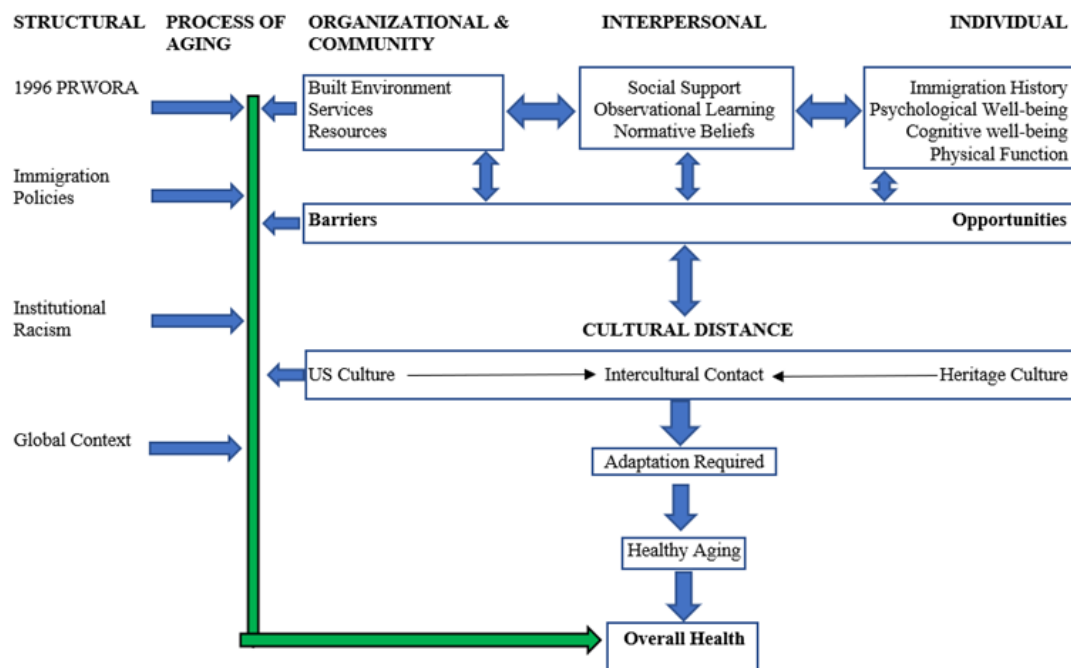 STRUCTURAL
PROCESS OF
AGING
ORGANIZATIONAL &
COMMUNITY
INTERPERSONAL
INDIVIDUAL
1996 PRWORA
Built Environment
Services
Resources
Social Support
Observational Learning
Normative Beliefs
Immigration History
Psychological Well-being
Cognitive well-being
Physical Function
Immigration
Policies
Barriers
Opportunities
Institutional
Racism
CULTURAL DISTANCE
US Culture
Intercultural Contact
Heritage Culture
Global Context
Adaptation Required
Healthy Aging
Overall Health